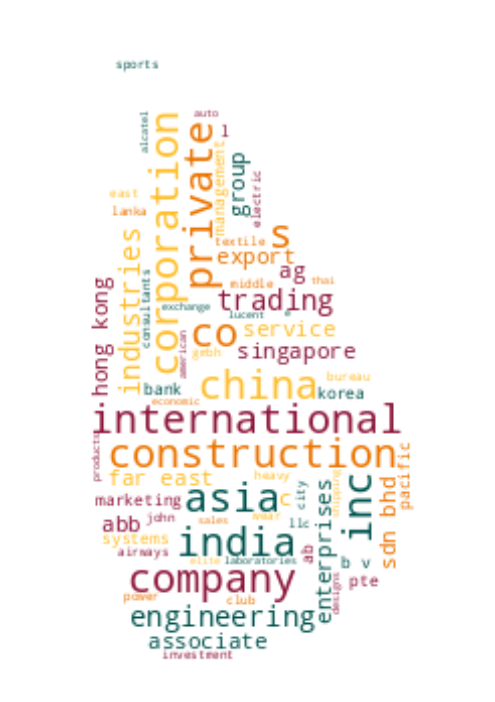 sports
auto
alcatel
corporation
private
l
management
group
electric
east
lanka
industries
textile
s
export
ag
consultants
middle
thai
hong kong
exchange
trading
lucent
e
co
service
american
gmbh
singapore
bank
china
bureau
korea
economic
international
products
construction
pacific
far east
heavy
shipping
marketing
asia
c
city
inc
sdn bhd
abb
john
sales
wear
llc
enterprises
systems
india
airways
elite
laboratories
ab
b v
company
pte
designs
power
club
engineering
associate
investment